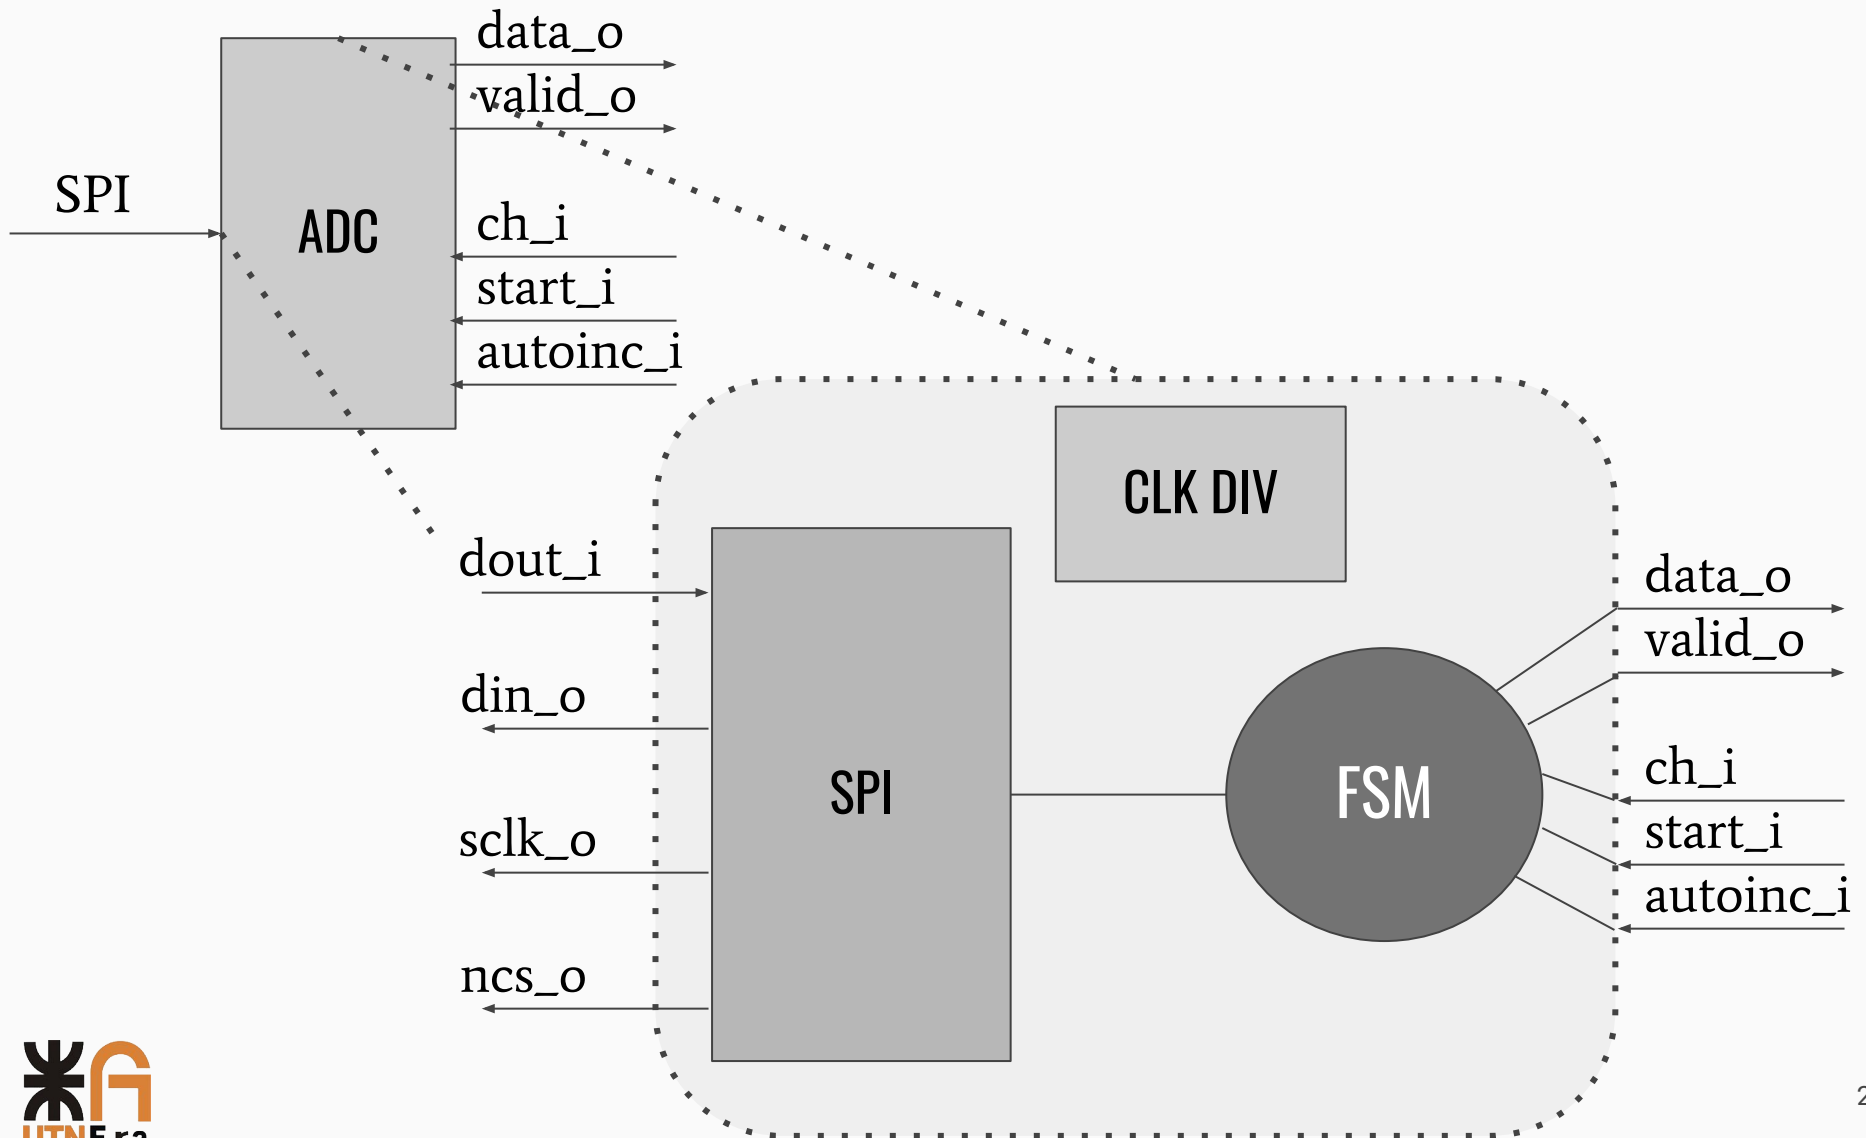 data_o
valid_o
SPI
ADC
ch_i
start_i
autoinc_i
CLK DIV
dout_i
data_o
din_o
valid_o
SPI
FSM
ch_i
sclk_o
start_i
autoinc_i
ncs_o
2